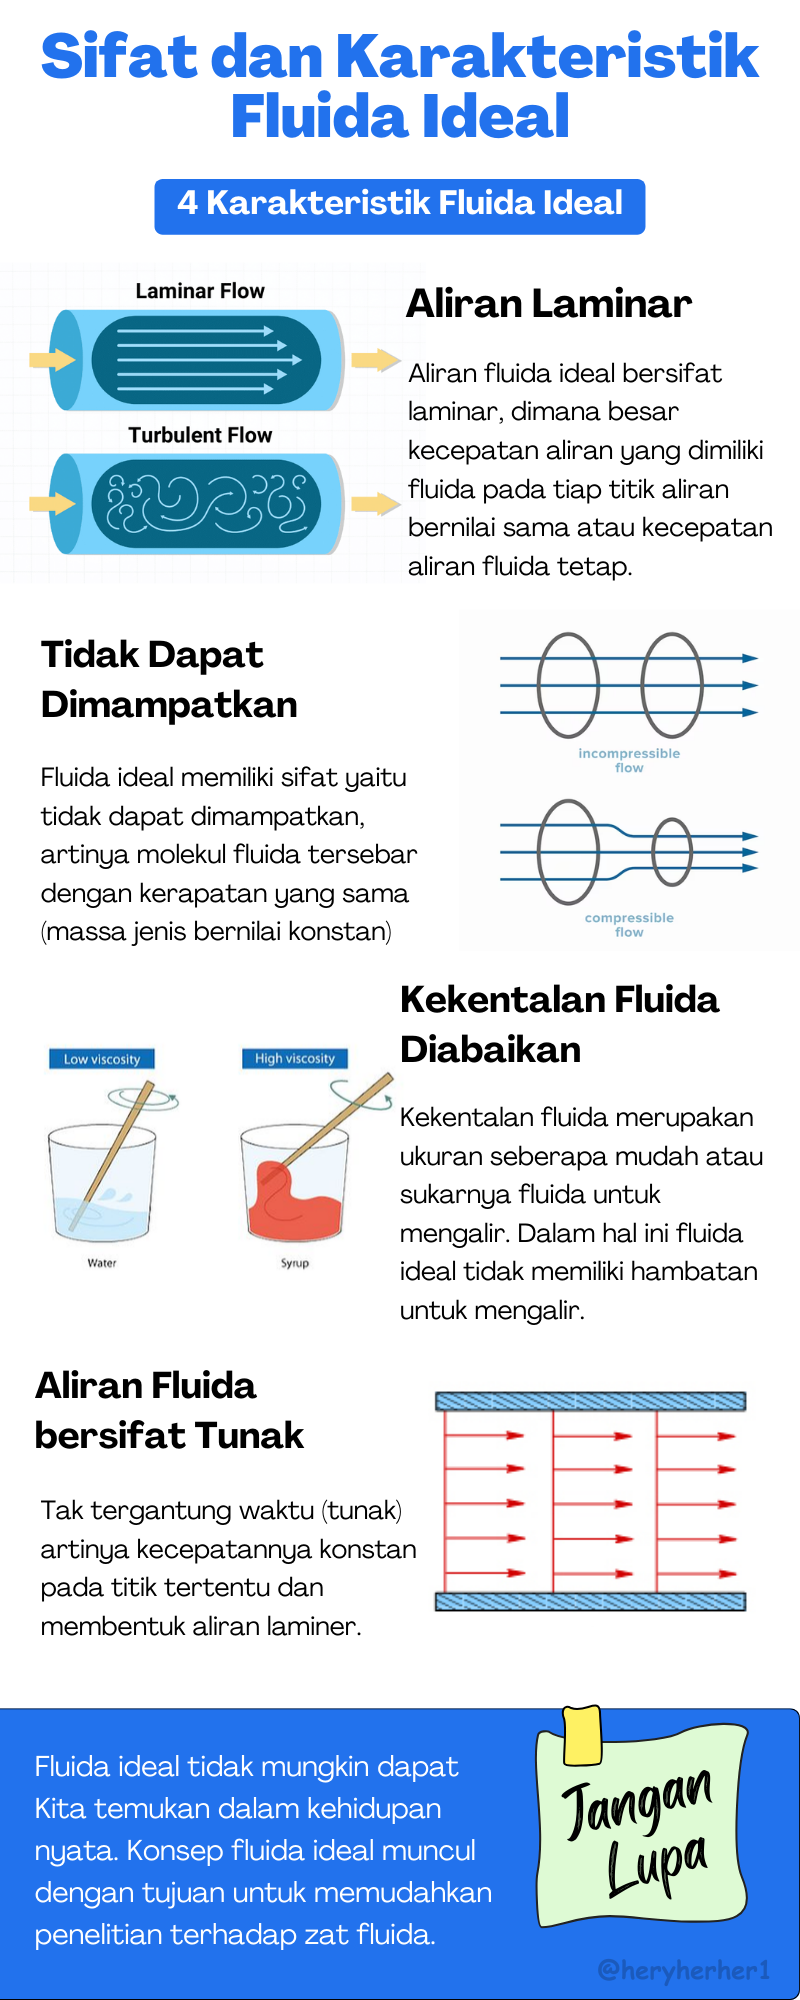 Sifat dan Karakteristik
Fluida Ideal
4 Karakteristik Fluida Ideal
Laminar Flow
Turbulent Flow
Aliran Laminar
Aliran fluida ideal bersifat
laminar, dimana besar
kecepatan aliran yang dimiliki
fluida pada tiap titik aliran
bernilai sama atau kecepatan
aliran fluida tetap.
Tidak Dapat
Dimampatkan
Fluida ideal memiliki sifat yaitu
tidak dapat dimampatkan,
artinya molekul fluida tersebar
dengan kerapatan yang sama
(massa jenis bernilai konstan)
incompressible
flow
compressible
flow
Kekentalan Fluida
Diabaikan
Low viscosity
High viscosity
Water
Syrup
Kekentalan fluida merupakan
ukuran seberapa mudah atau
sukarnya fluida untuk
mengalir. Dalam hal ini fluida
ideal tidak memiliki hambatan
untuk mengalir.
Aliran Fluida
bersifat Tunak
Tak tergantung waktu (tunak)
artinya kecepatannya konstan
pada titik tertentu dan
membentuk aliran laminer.
Fluida ideal tidak mungkin dapat
Kita temukan dalam kehidupan
nyata. Konsep fluida ideal muncul
dengan tujuan untuk memudahkan
penelitian terhadap zat fluida.
Jangan
Lupa
@heryherher1